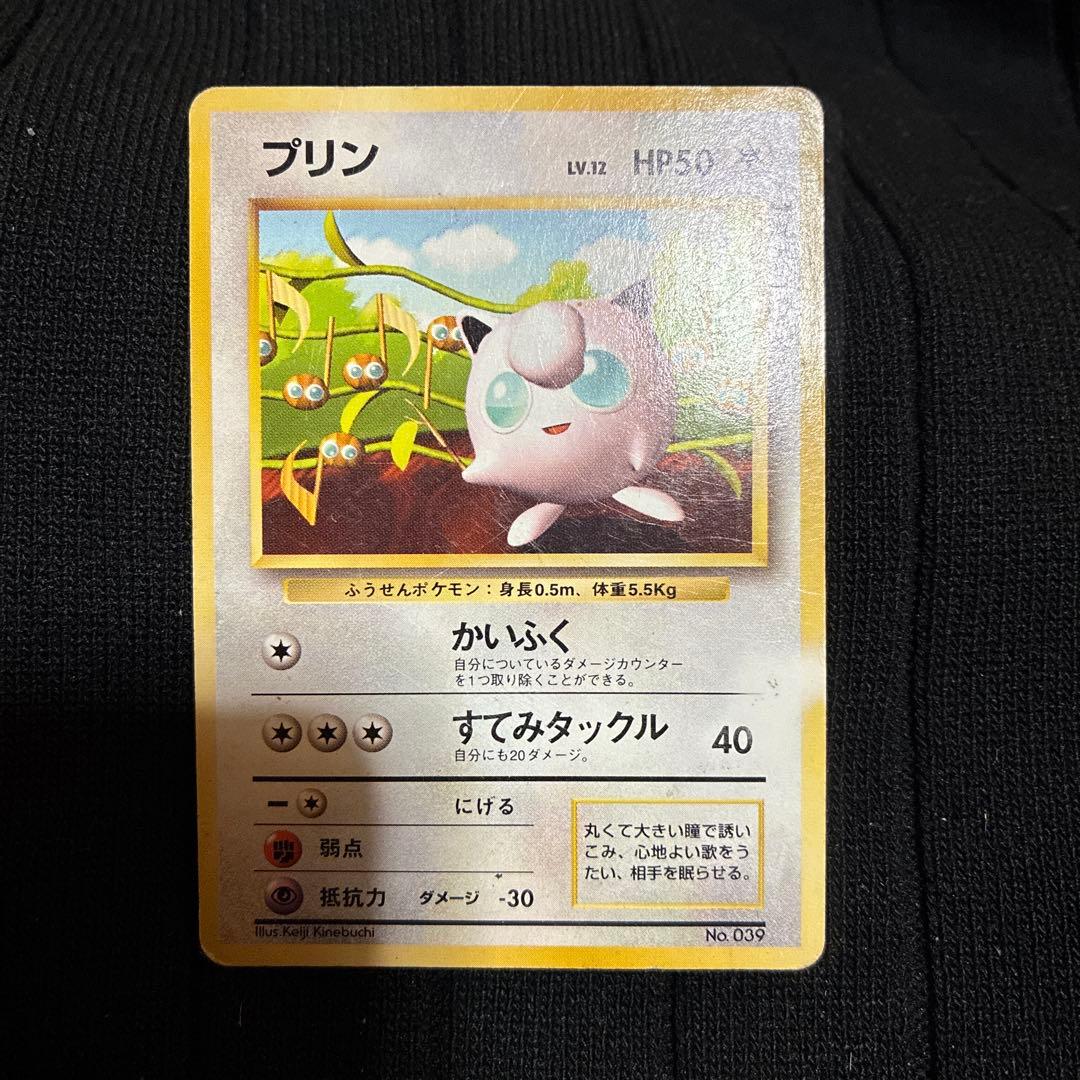 プリン LV.12 HP50
ふうせんポケモン：身長0.5m、体重5.5Kg
かいふく
自分についているダメージカウンター
を1つ取り除くことができる。
すてみタックル 40
自分にも20ダメージ。
にげる
弱点
抵抗力 ダメージ -30
丸くて大きい瞳で誘い
こみ、心地よい歌をう
たい、相手を眠らせる。
Illus.Keiji Kinebuchi
No. 039